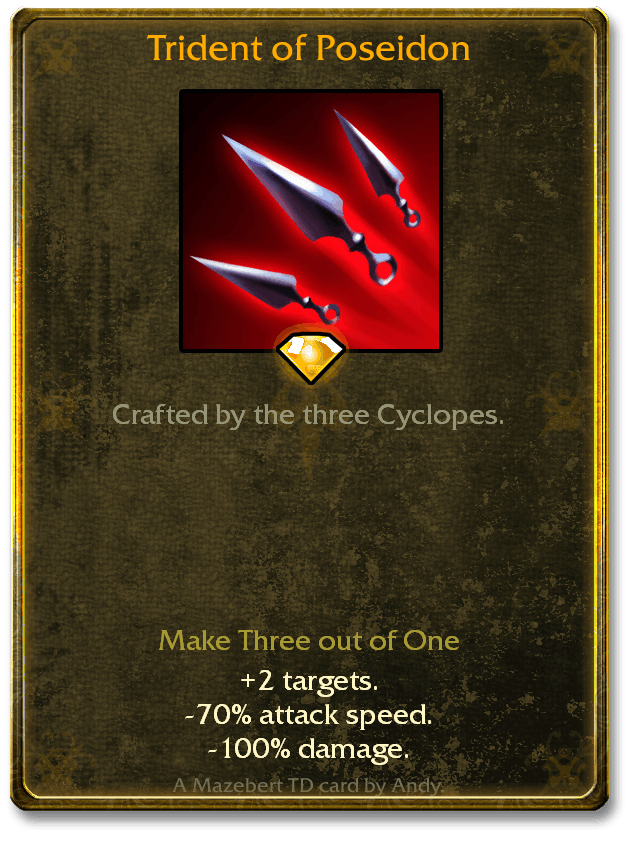 Trident of Poseidon
Crafted by the three Cyclopes.
Make Three out of One
+2 targets.
-70% attack speed.
-100% damage.
A Mazebert TD card by Andy.